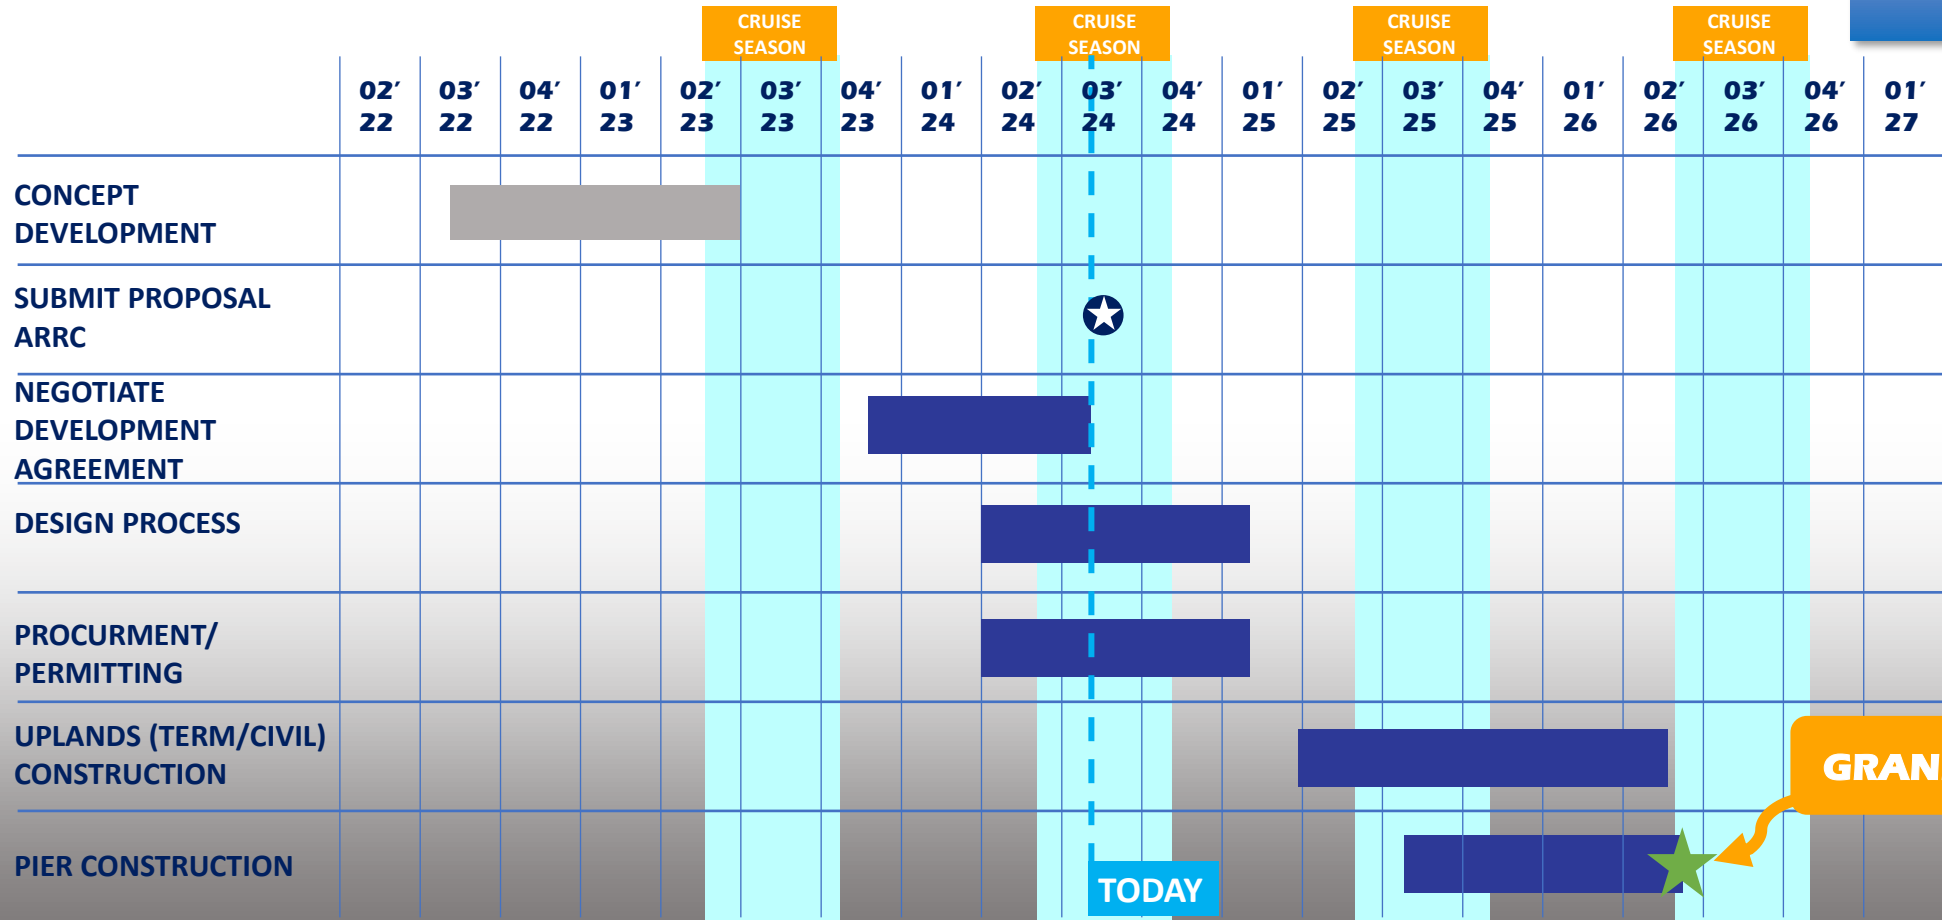 CRUISE
SEASON
CRUISE
SEASON
CRUISE
SEASON
CRUISE
SEASON
02’ 03’ 04’ 01’ 02’ 03’ 04’ 01’ 02’ 03’ 04’ 01’ 02’ 03’ 04’ 01’ 02’ 03’ 04’ 01’
22 22 22 23 23 23 23 24 24 24 24 25 25 25 25 26 26 26 26 27
CONCEPT
DEVELOPMENT
SUBMIT PROPOSAL
ARRC
NEGOTIATE
DEVELOPMENT
AGREEMENT
DESIGN PROCESS
PROCURMENT/
PERMITTING
UPLANDS (TERM/CIVIL)
CONSTRUCTION
GRAN
PIER CONSTRUCTION
TODAY